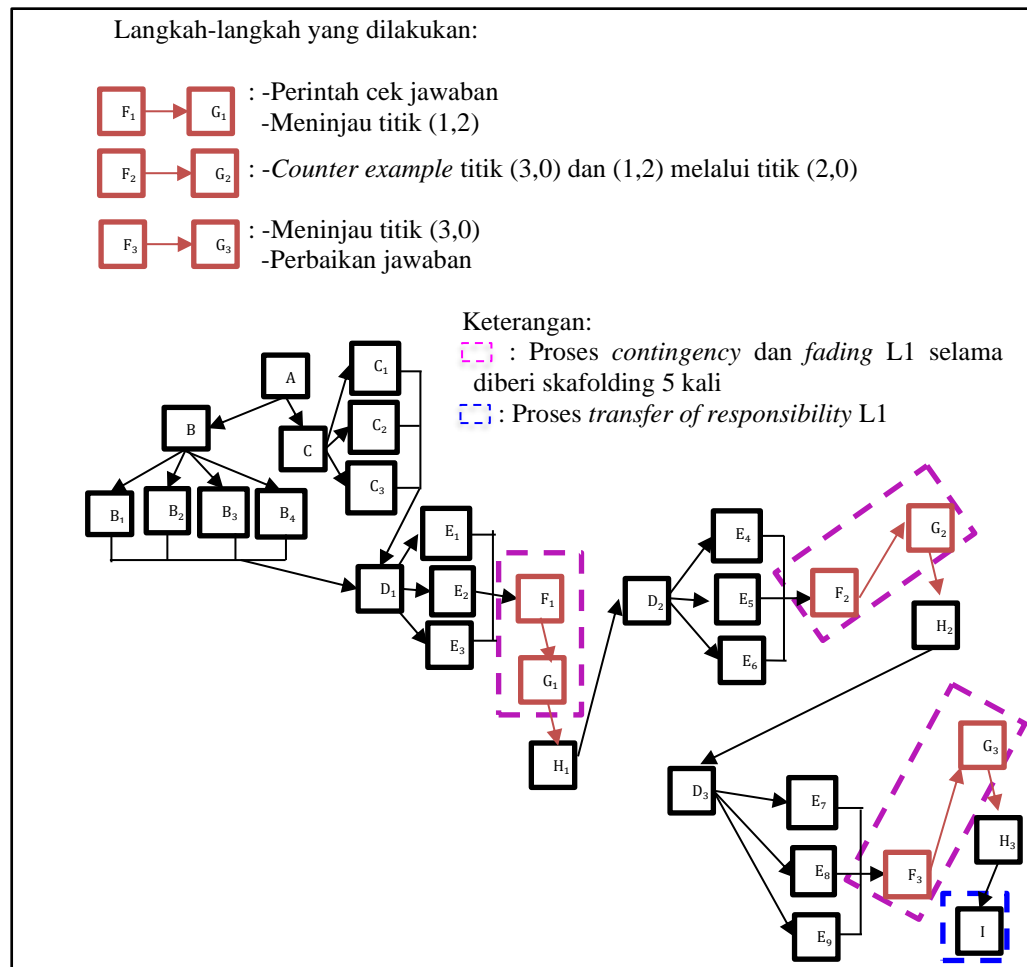 Langkah-langkah yang dilakukan:
F₁ G₁ : -Perintah cek jawaban
-Meninjau titik (1,2)
F₂ G₂ : -Counter example titik (3,0) dan (1,2) melalui titik (2,0)
F₃ G₃ : -Meninjau titik (3,0)
-Perbaikan jawaban
Keterangan:
: Proses contingency dan fading L1 selama
diberi skafolding 5 kali
: Proses transfer of responsibility L1
A
B
C
C₁
C₂
C₃
B₁ B₂ B₃ B₄
D₁
E₁
E₂
E₃
F₁
G₁
H₁
D₂
E₄
E₅
E₆
F₂
G₂
H₂
D₃
E₇
E₈
E₉
F₃
G₃
H₃
I